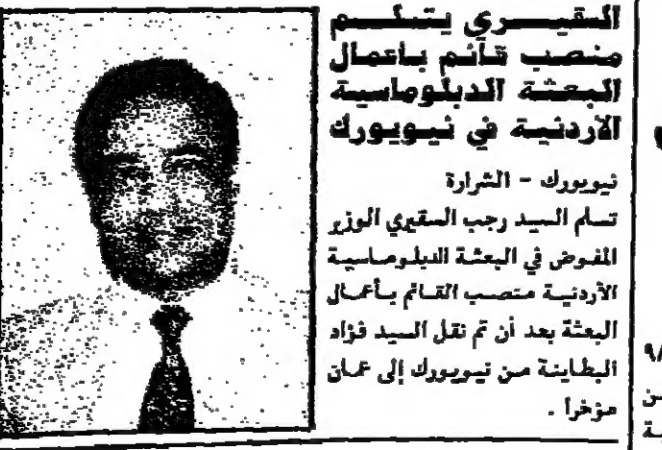 السقيري يتسلم
منصب قائم باعمال
البعثة الدبلوماسية
الأردنية في نيويورك
نيويورك - الشرارة
تسلم السيد رجب السقيري الوزير
المفوض في البعثة الدبلوماسية
الأردنية منصب القائم بأعمال
البعثة بعد أن تم نقل السيد فؤاد
البطاينة من نيويورك إلى عمان
مؤخراً .